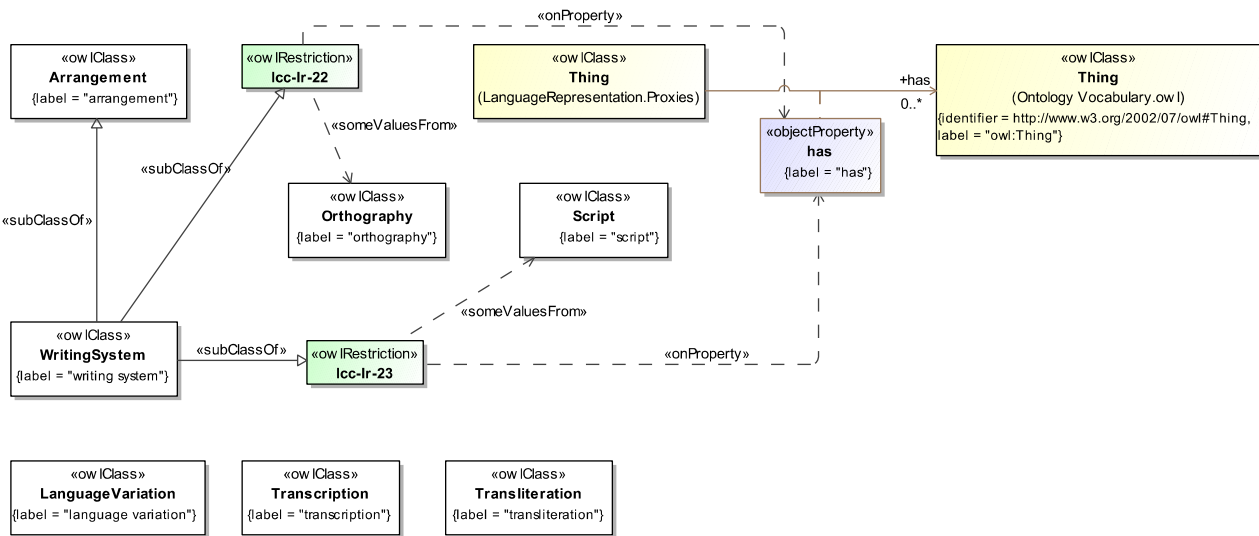 «onProperty»
«owlClass»
Arrangement
{label = "arrangement"}
«owlRestriction»
lcc-lr-22
«owlClass»
Thing
(LanguageRepresentation.Proxies)
+has
0..*
«owlClass»
Thing
(Ontology Vocabulary.owl)
{identifier = http://www.w3.org/2002/07/owl#Thing,
label = "owl:Thing"}
«someValuesFrom»
«objectProperty»
has
{label = "has"}
«subClassOf»
«owlClass»
Orthography
{label = "orthography"}
«owlClass»
Script
{label = "script"}
«subClassOf»
«someValuesFrom»
«owlClass»
WritingSystem
{label = "writing system"}
«subClassOf»
«owlRestriction»
lcc-lr-23
«onProperty»
«owlClass»
LanguageVariation
{label = "language variation"}
«owlClass»
Transcription
{label = "transcription"}
«owlClass»
Transliteration
{label = "transliteration"}